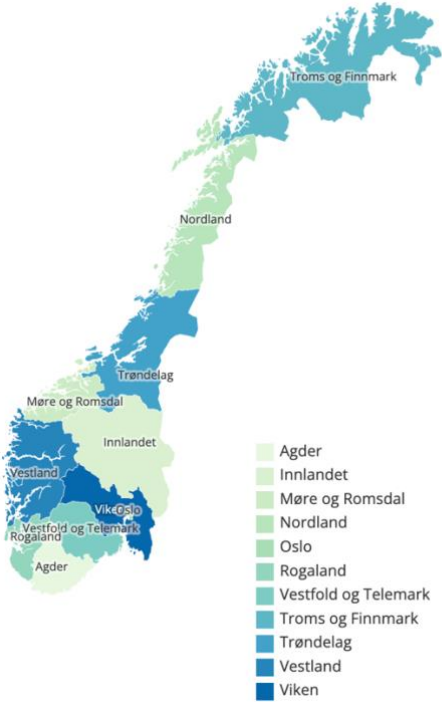 Troms og Finnmark
Nordland
Trøndelag
Møre og Romsdal
Innlandet
Vestland
Viken
Oslo
Vestfold og Telemark
Rogaland
Agder
Agder
Innlandet
Møre og Romsdal
Nordland
Oslo
Rogaland
Vestfold og Telemark
Troms og Finnmark
Trøndelag
Vestland
Viken